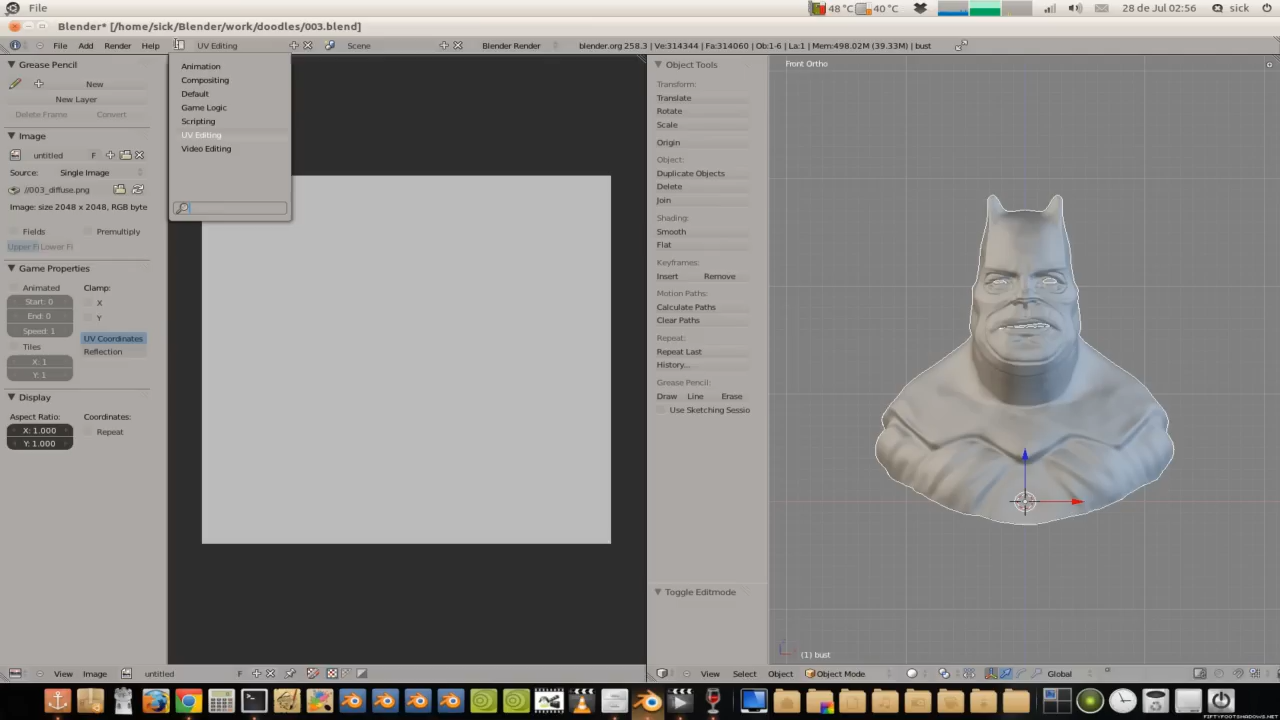 File
48 °C
40 °C
28 de Jul 02:56
sick
Blender* [/home/sick/Blender/work/doodles/003.blend]
File Add Render Help
UV Editing
Scene
Blender Render
blender.org 258.3 | Ve:314344 | Fa:314060 | Ob:1-6 | La:1 | Mem:498.02M (39.33M) | bust
Animation
Compositing
Default
Game Logic
Scripting
UV Editing
Video Editing
Grease Pencil
New
New Layer
Delete Frame Convert
Image
untitled F
Source: Single Image
//003_diffuse.png
Image: size 2048 x 2048, RGB byte
Fields Premultiply
Upper Fi Lower Fi
Game Properties
Animated Clamp:
Start: 0 X
End: 0 Y
Speed: 1
UV Coordinates
Tiles Reflection
X: 1
Y: 1
Display
Aspect Ratio: Coordinates:
X: 1.000 Repeat
Y: 1.000
View Image untitled F
Object Tools
Transform:
Translate
Rotate
Scale
Origin
Object:
Duplicate Objects
Delete
Join
Shading:
Smooth
Flat
Keyframes:
Insert Remove
Motion Paths:
Calculate Paths
Clear Paths
Repeat:
Repeat Last
History...
Grease Pencil:
Draw Line Erase
Use Sketching Sessio
Toggle Editmode
Front Ortho
(1) bust
View Select Object Object Mode Global
FIFTYFOOTSHADOWS.NET